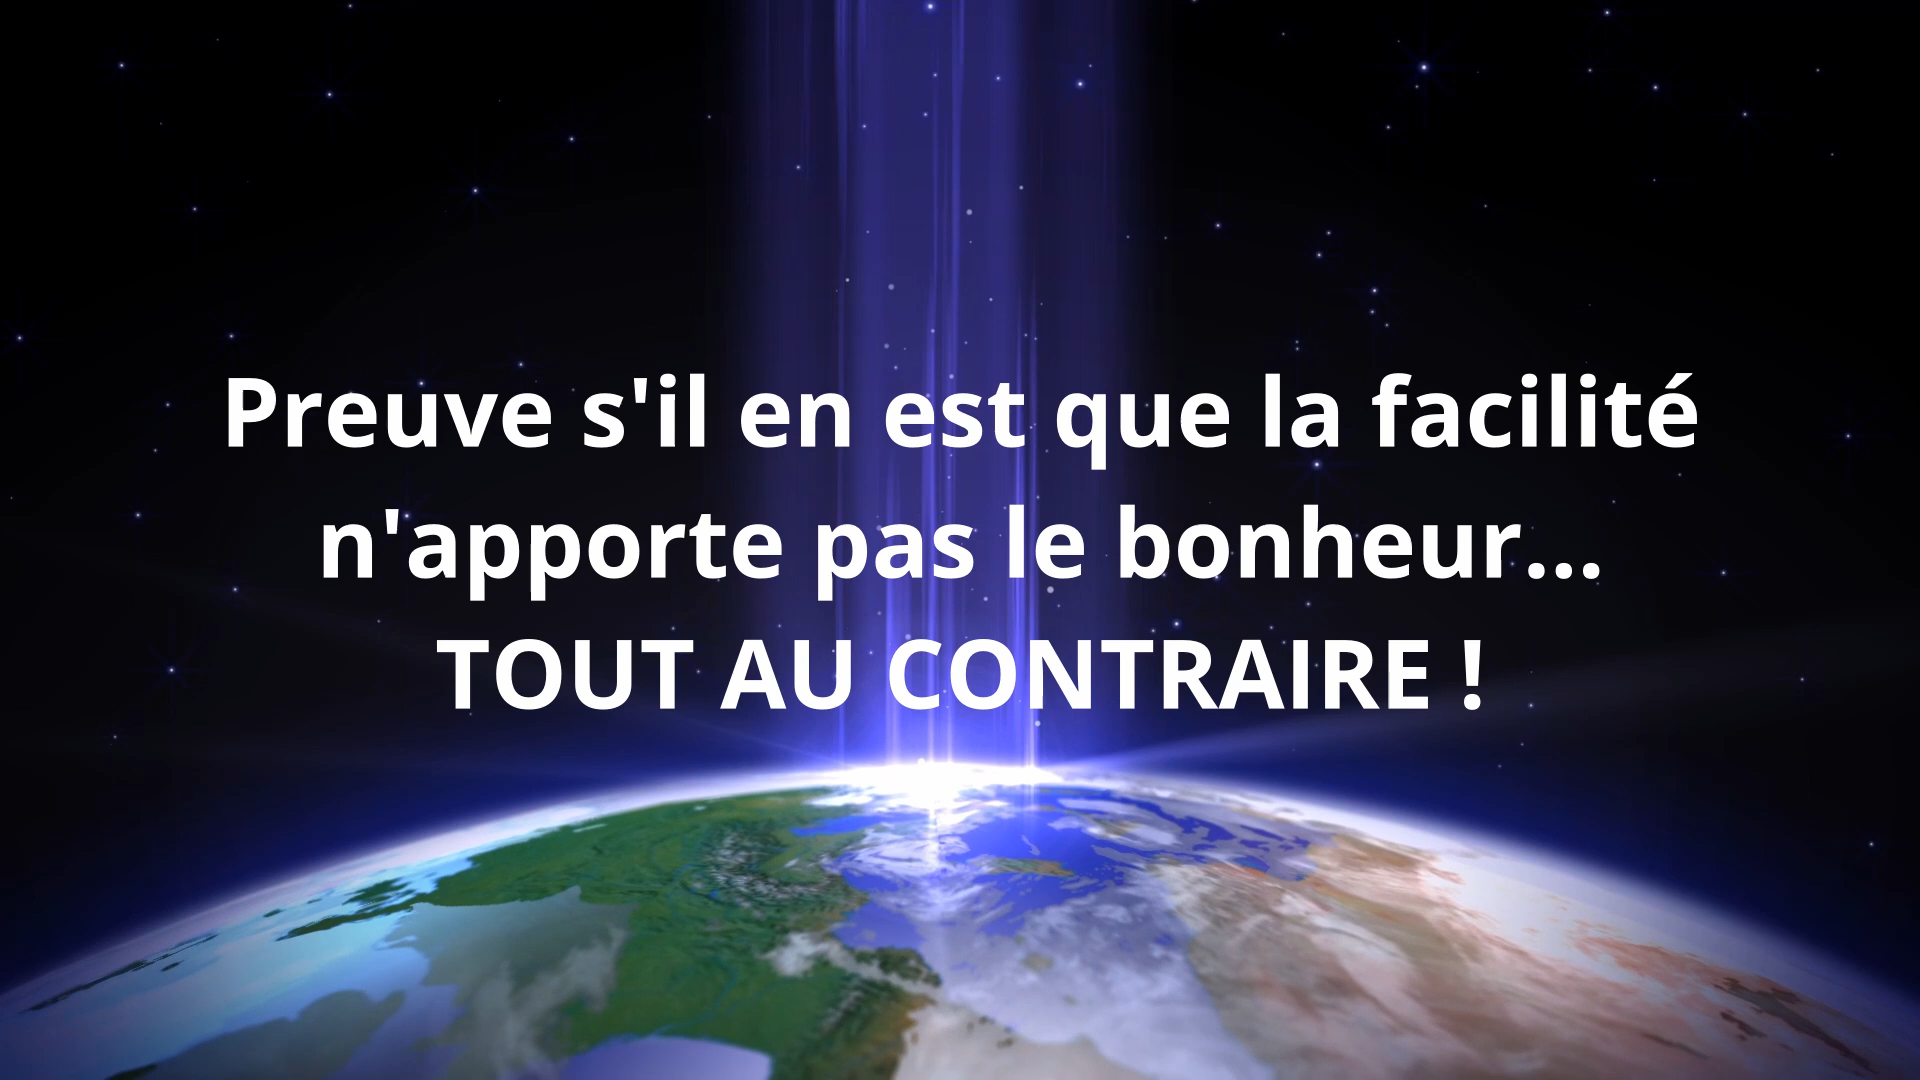 Preuve s'il en est que la facilité
n'apporte pas le bonheur...
TOUT AU CONTRAIRE !